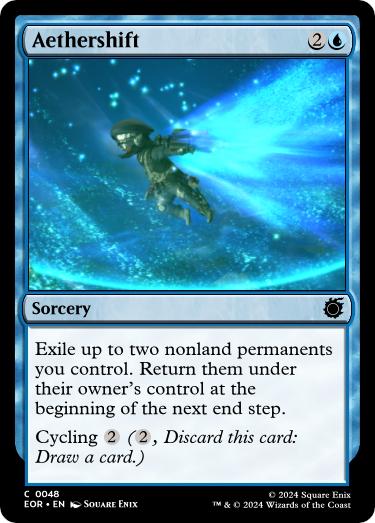 Aethershift 2
Sorcery
Exile up to two nonland permanents
you control. Return them under
their owner's control at the
beginning of the next end step.
Cycling 2 (2, Discard this card:
Draw a card.)
C 0048
EOR • EN Square Enix
© 2024 Square Enix
™ & © 2024 Wizards of the Coast